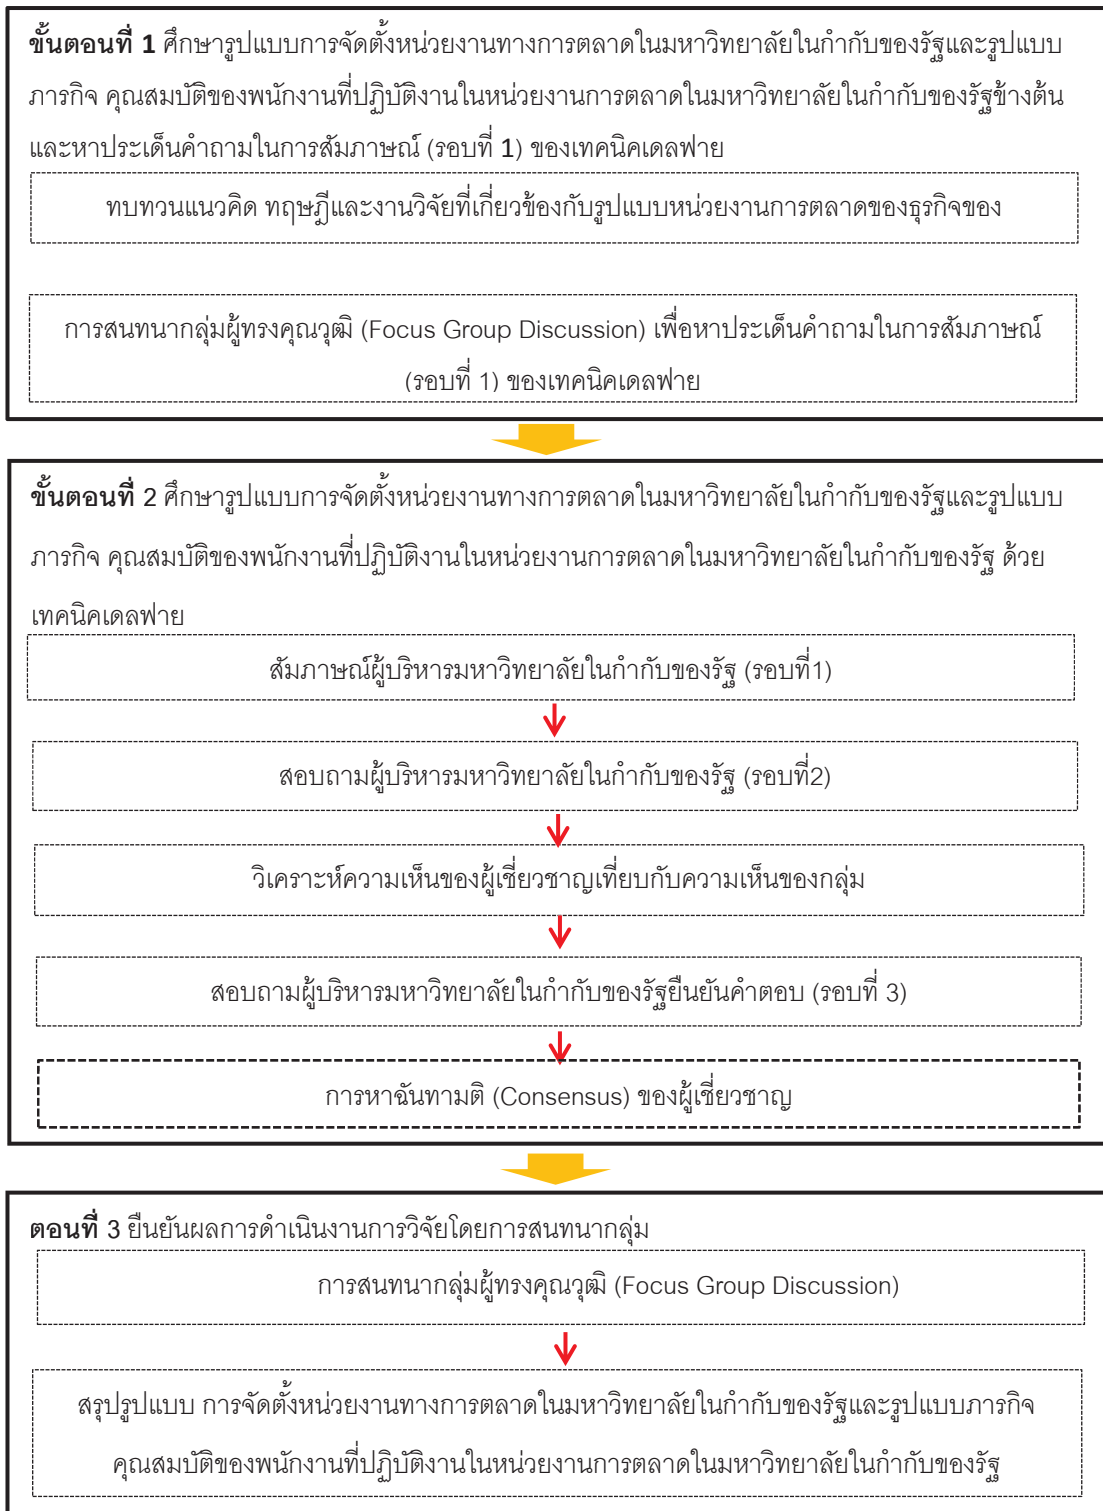 ขั้นตอนที่ 1 ศึกษารูปแบบการจัดตั้งหน่วยงานทางการตลาดในมหาวิทยาลัยในกำกับของรัฐและรูปแบบ
ภารกิจ คุณสมบัติของพนักงานที่ปฏิบัติงานในหน่วยงานการตลาดในมหาวิทยาลัยในกำกับของรัฐข้างต้น
และหาประเด็นคำถามในการสัมภาษณ์ (รอบที่ 1) ของเทคนิคเดลฟาย
ทบทวนแนวคิด ทฤษฎีและงานวิจัยที่เกี่ยวข้องกับรูปแบบหน่วยงานการตลาดของธุรกิจของ
การสนทนากลุ่มผู้ทรงคุณวุฒิ (Focus Group Discussion) เพื่อหาประเด็นคำถามในการสัมภาษณ์
(รอบที่ 1) ของเทคนิคเดลฟาย
ขั้นตอนที่ 2 ศึกษารูปแบบการจัดตั้งหน่วยงานทางการตลาดในมหาวิทยาลัยในกำกับของรัฐและรูปแบบ
ภารกิจ คุณสมบัติของพนักงานที่ปฏิบัติงานในหน่วยงานการตลาดในมหาวิทยาลัยในกำกับของรัฐ ด้วย
เทคนิคเดลฟาย
สัมภาษณ์ผู้บริหารมหาวิทยาลัยในกำกับของรัฐ (รอบที่1)
สอบถามผู้บริหารมหาวิทยาลัยในกำกับของรัฐ (รอบที่2)
วิเคราะห์ความเห็นของผู้เชี่ยวชาญเที่ยบกับความเห็นของกลุ่ม
สอบถามผู้บริหารมหาวิทยาลัยในกำกับของรัฐยืนยันคำตอบ (รอบที่ 3)
การหาฉันทามติ (Consensus) ของผู้เชี่ยวชาญ
ตอนที่ 3 ยืนยันผลการดำเนินงานการวิจัยโดยการสนทนากลุ่ม
การสนทนากลุ่มผู้ทรงคุณวุฒิ (Focus Group Discussion)
สรุปรูปแบบ การจัดตั้งหน่วยงานทางการตลาดในมหาวิทยาลัยในกำกับของรัฐและรูปแบบภารกิจ
คุณสมบัติของพนักงานที่ปฏิบัติงานในหน่วยงานการตลาดในมหาวิทยาลัยในกำกับของรัฐ